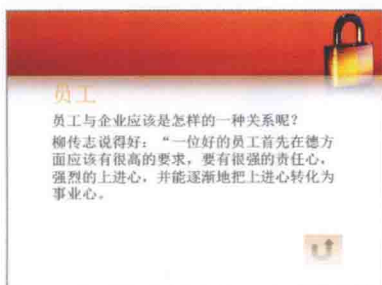 员工
员工与企业应该是怎样的一种关系呢?
柳传志说得好：“一位好的员工首先在德方
面应该有很高的要求，要有很强的责任心，
强烈的上进心，并能逐渐地把上进心转化为
事业心。